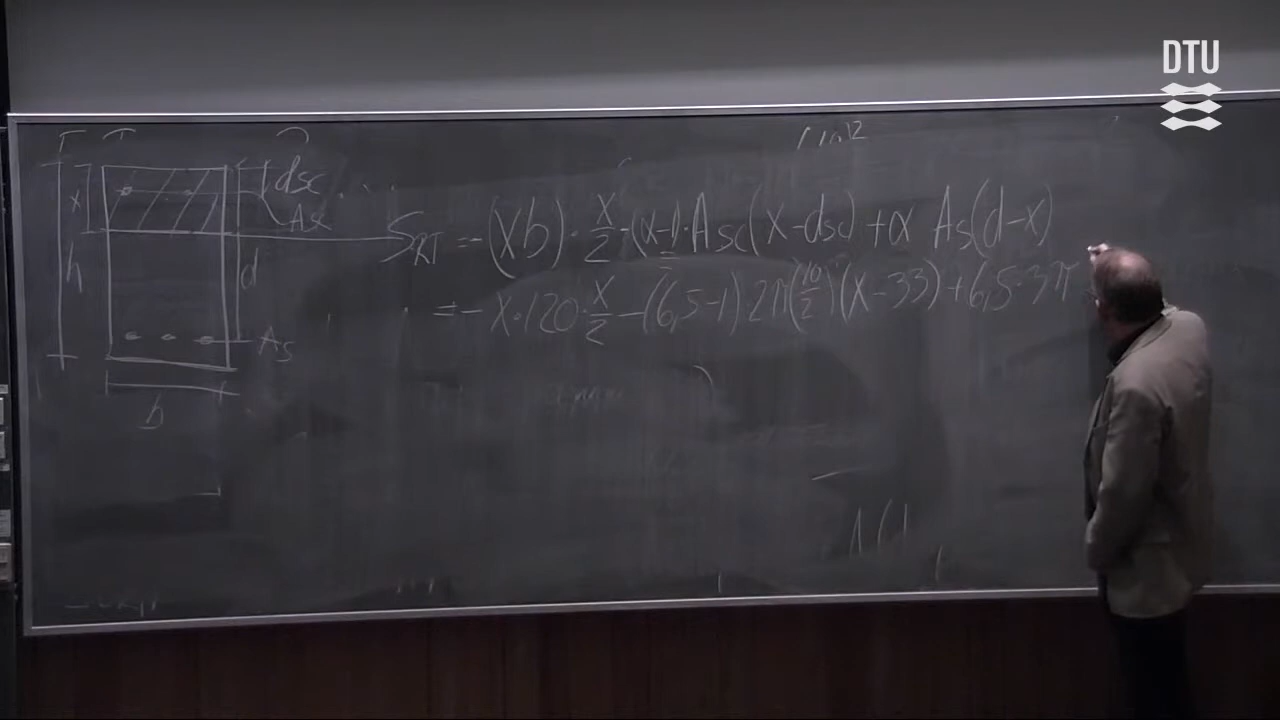 DTU
x
h
dsc
As
d
As
b
S_RT = -(xb) · x/2 - (α-1) · Asc(x-dsc) + α As(d-x)
= -x·120·x/2 - (6,5-1) 2π(10/2)²(x-33) + 6,5·3π